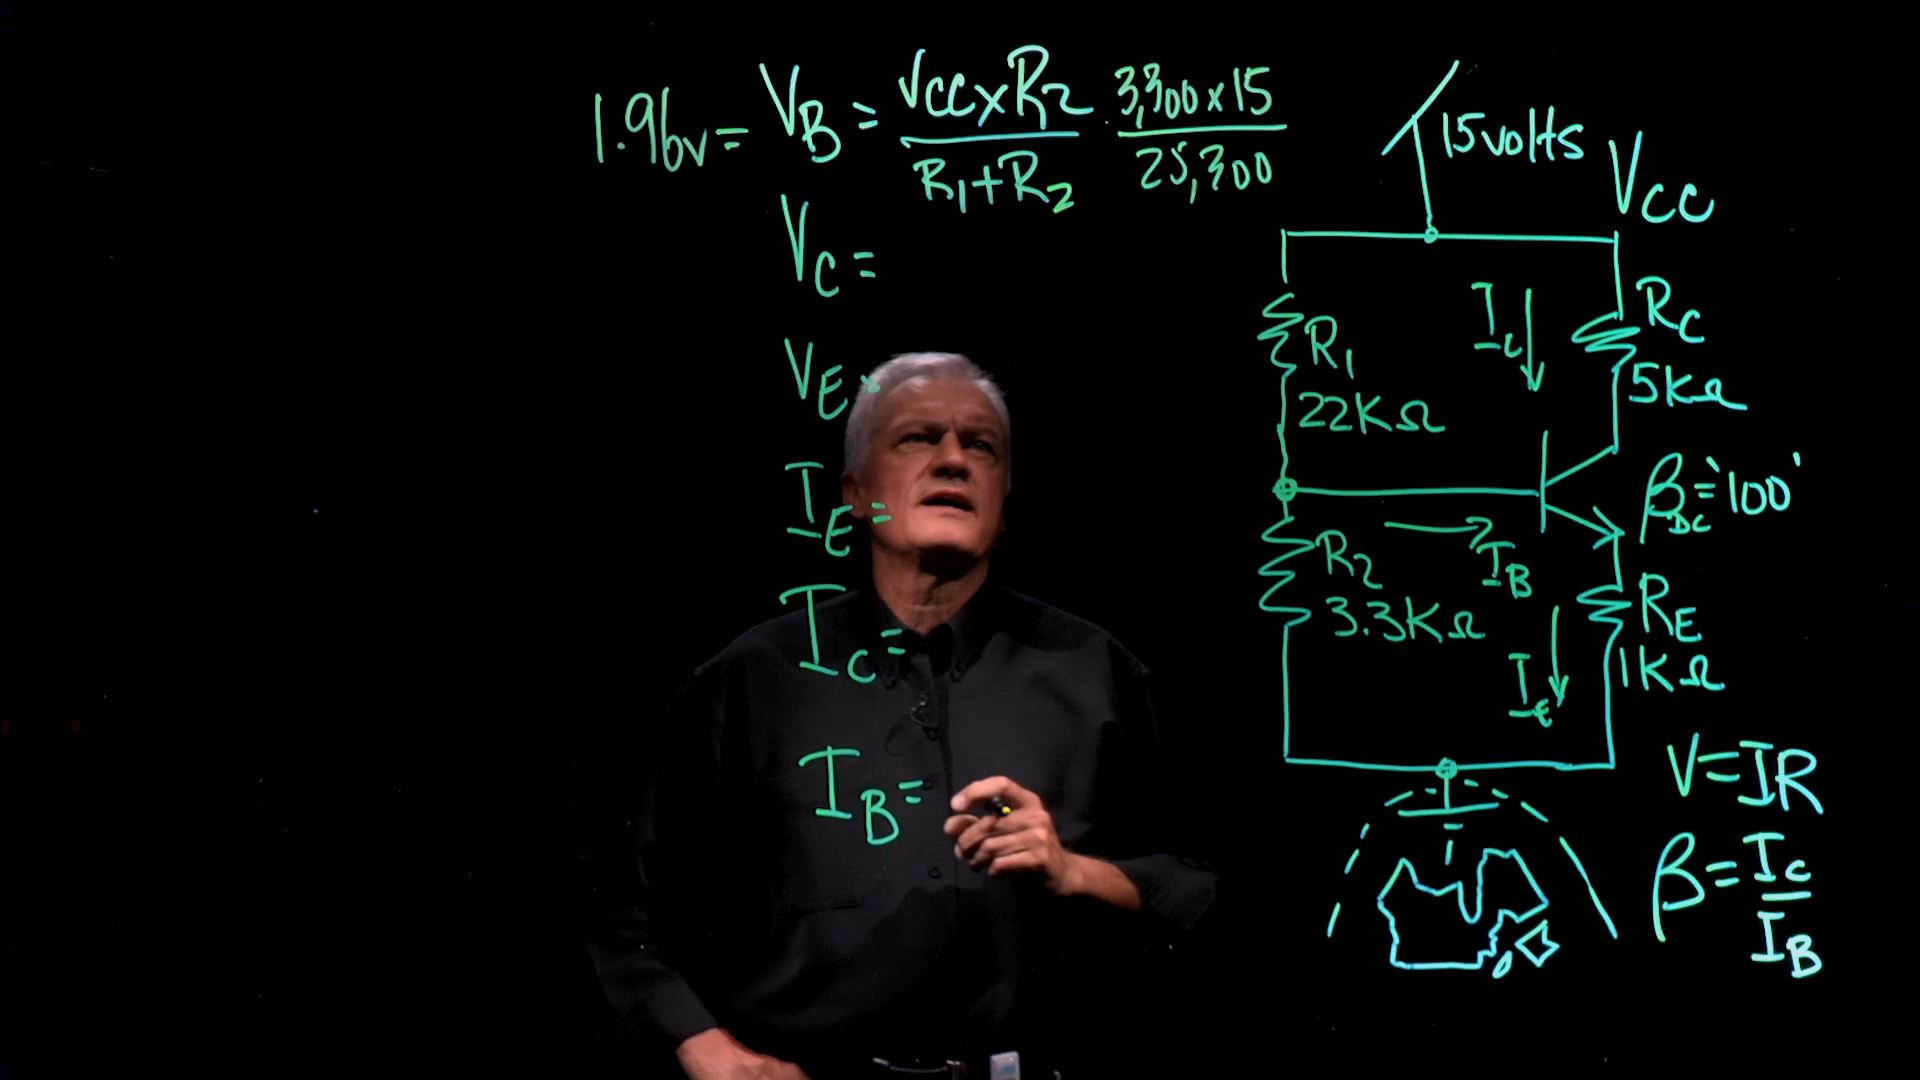 1.96v = VB = VCC x R2 / R1 + R2 · 3,300 x 15 / 25,300
VC =
VE =
IE =
IC =
IB =
15 volts
VCC
IC
RC
5KΩ
R1
22KΩ
βDC = '100'
IB
R2
3.3KΩ
RE
1KΩ
IE
V = IR
β = IC / IB